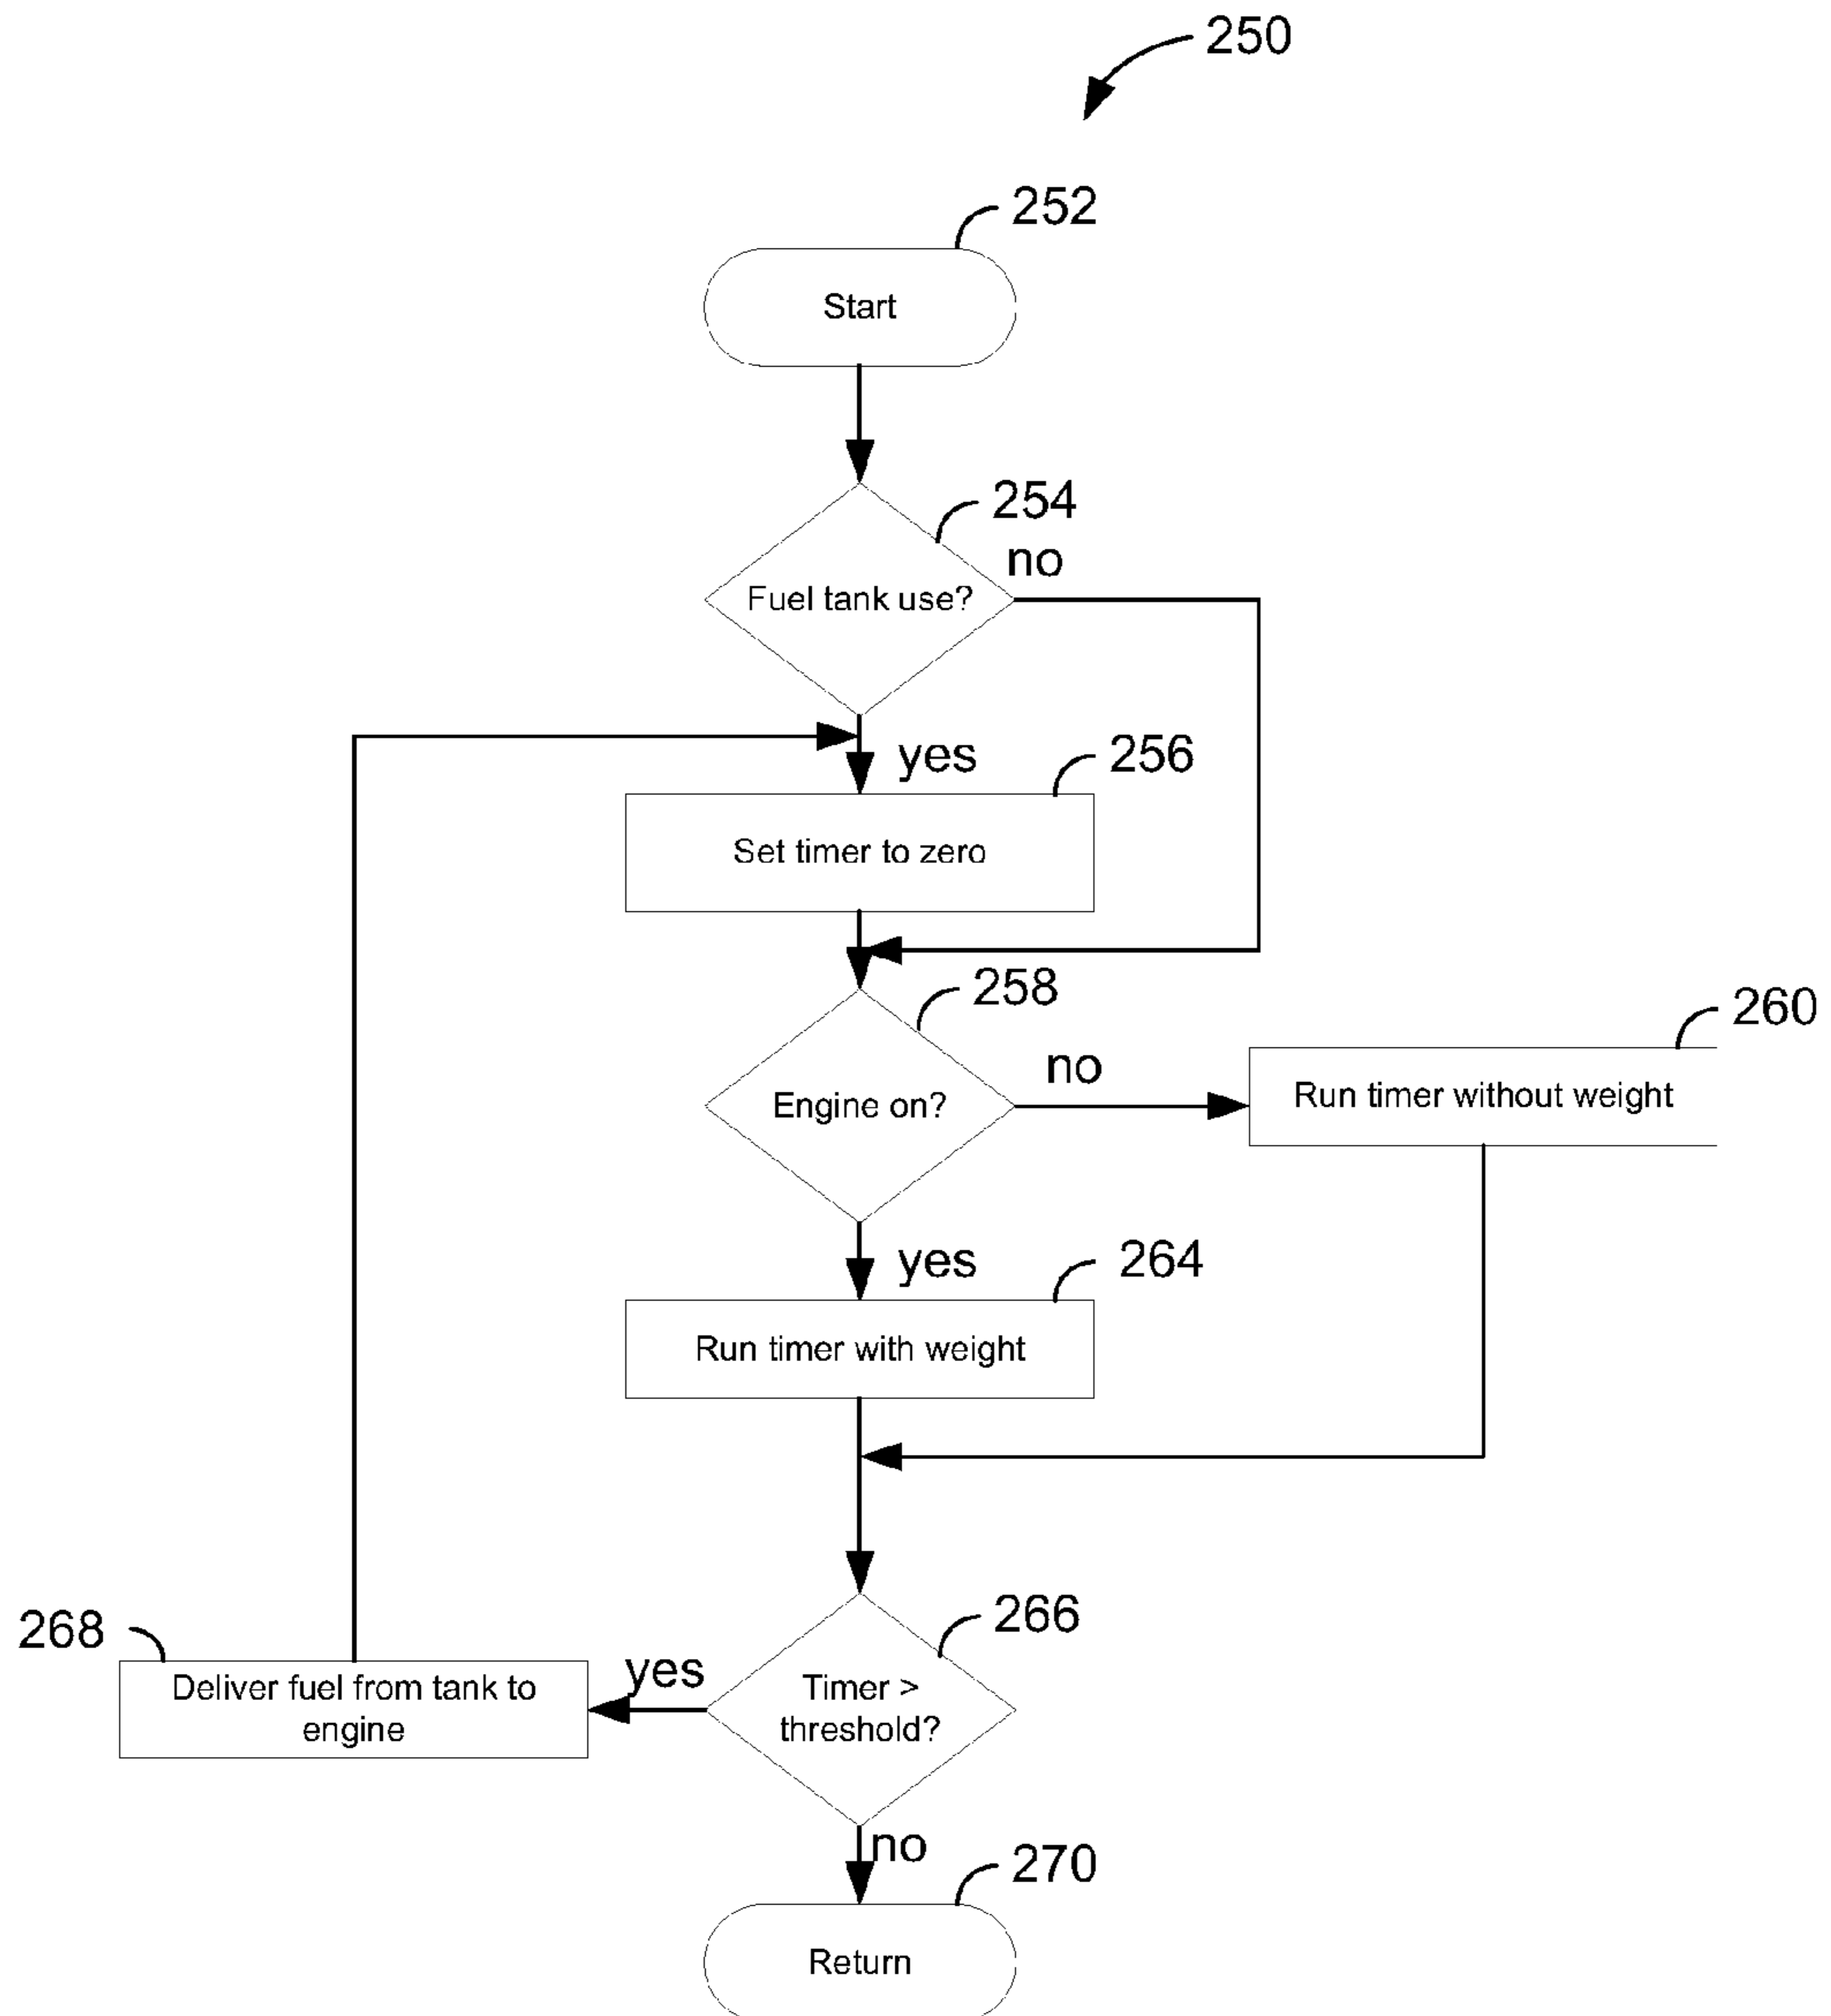 250
252
Start
254
no
Fuel tank use?
yes
256
Set timer to zero
258
260
no
Run timer without weight
Engine on?
yes
264
Run timer with weight
266
268
yes
Deliver fuel from tank to
engine
Timer >
threshold?
no
270
Return